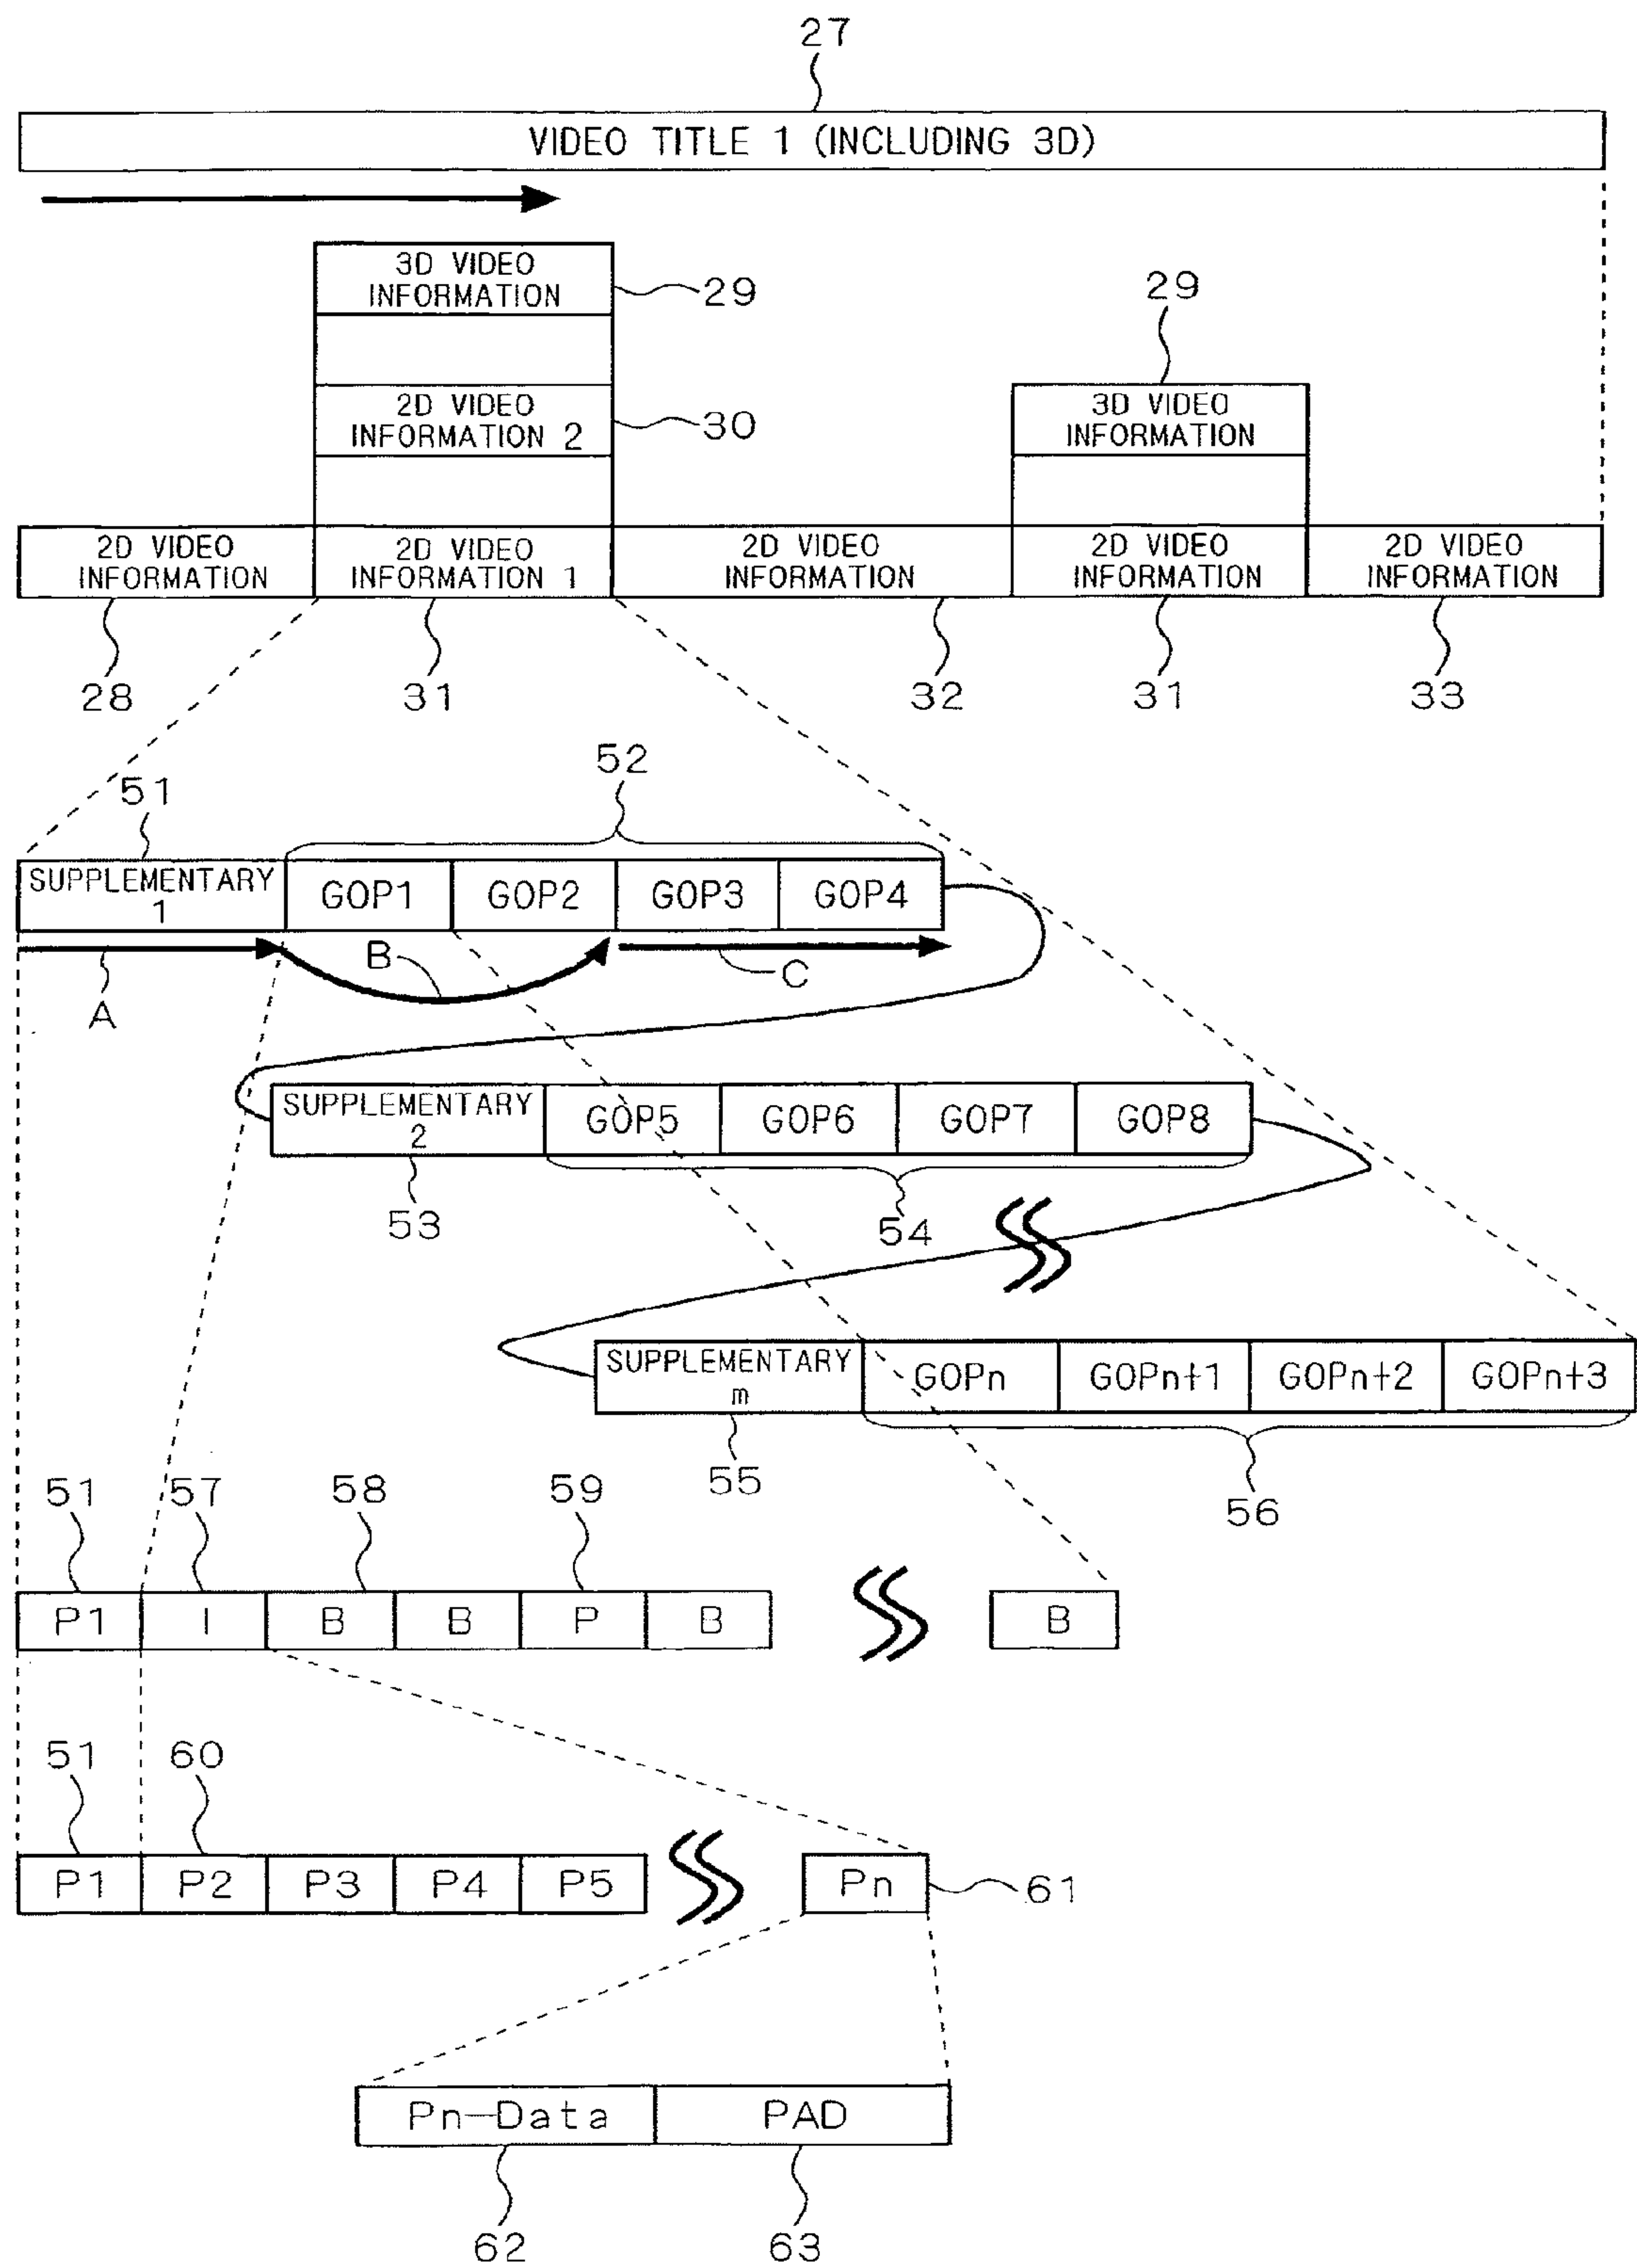 27
VIDEO TITLE 1 (INCLUDING 3D)
3D VIDEO
INFORMATION
29
29
2D VIDEO
INFORMATION 2
30
3D VIDEO
INFORMATION
2D VIDEO
INFORMATION
2D VIDEO
INFORMATION 1
2D VIDEO
INFORMATION
2D VIDEO
INFORMATION
2D VIDEO
INFORMATION
28
31
32
31
33
51
52
SUPPLEMENTARY
1
GOP1
GOP2
GOP3
GOP4
A
B
C
SUPPLEMENTARY
2
GOP5
GOP6
GOP7
GOP8
53
54
SUPPLEMENTARY
m
GOPn
GOPn+1
GOPn+2
GOPn+3
55
56
51
57
58
59
P1
I
B
B
P
B
B
51
60
P1
P2
P3
P4
P5
Pn
61
Pn-Data
PAD
62
63